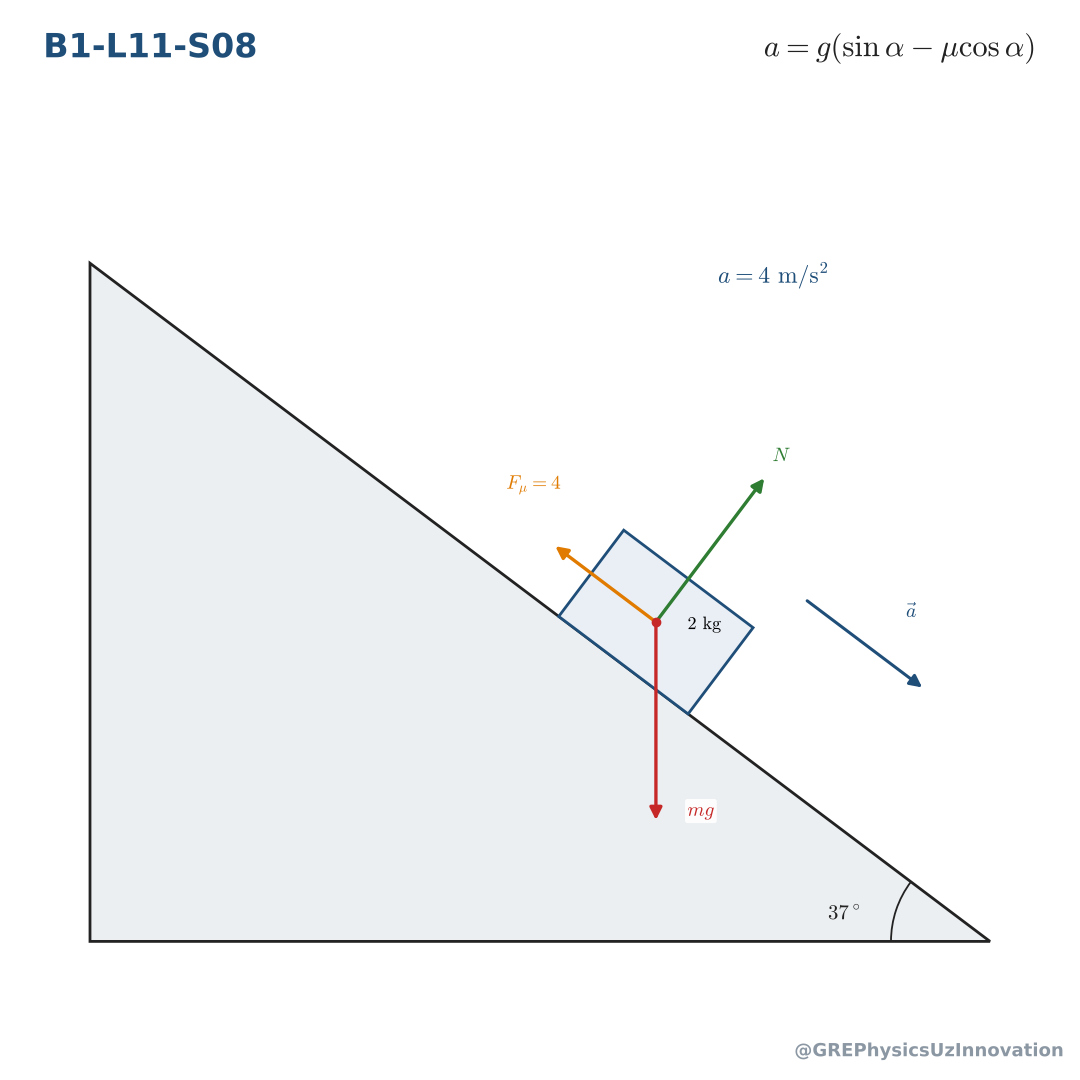 B1-L11-S08
a = g(sin α − μcos α)
a = 4 m/s²
N
F_μ = 4
2 kg
a⃗
mg
37°
@GREPhysicsUzInnovation